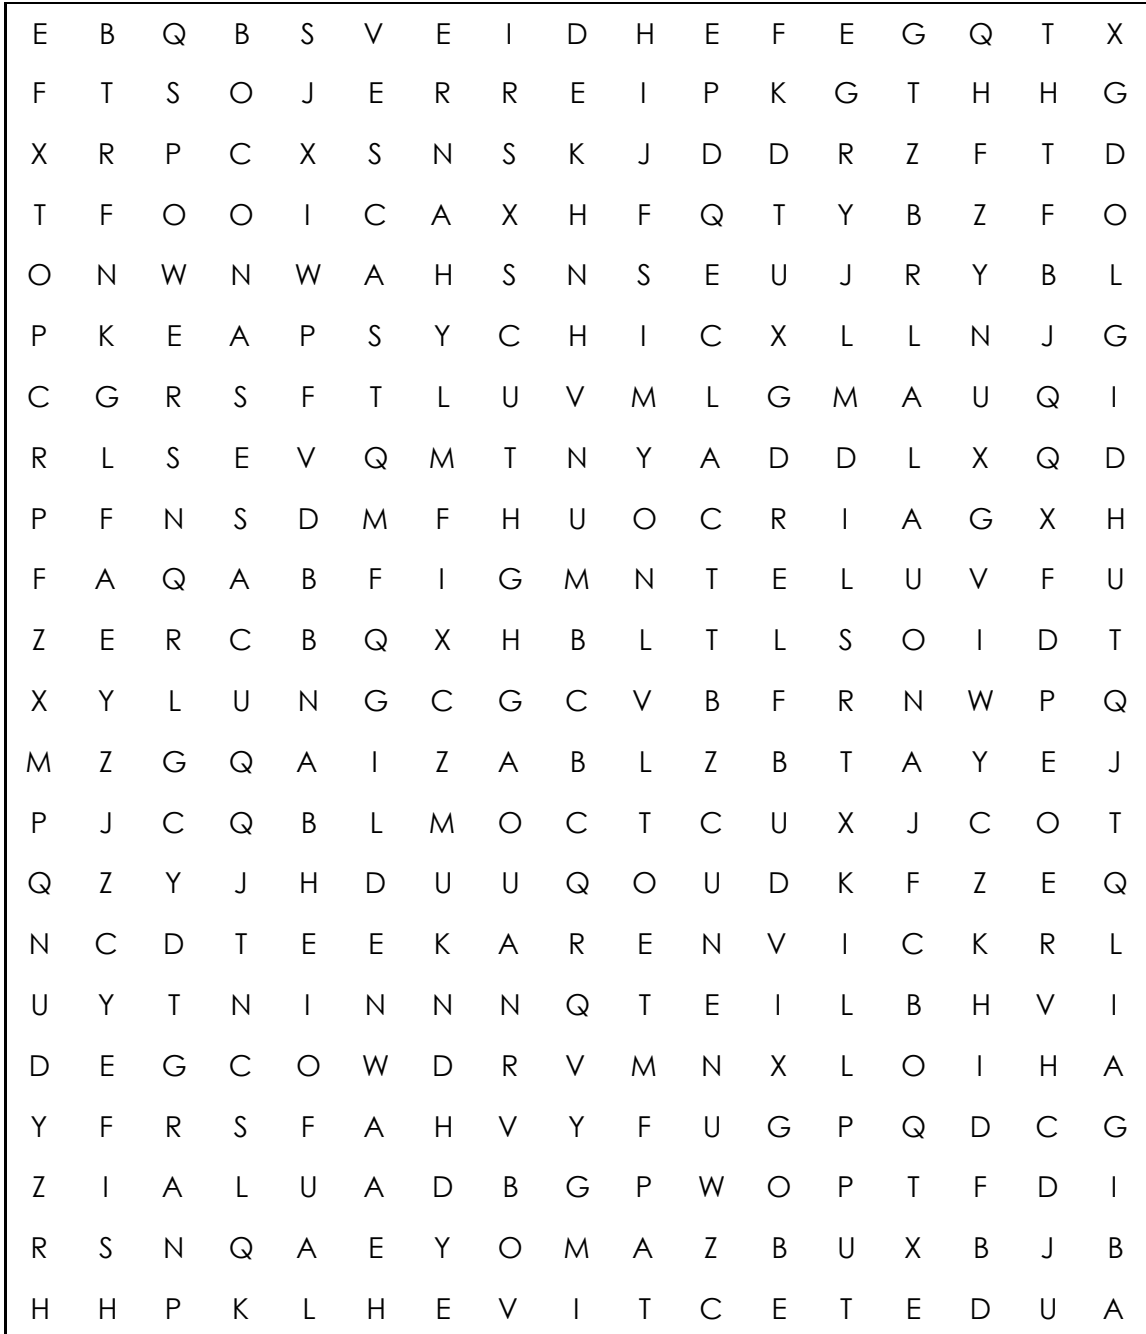 E B Q B S V E I D H E F E G Q T X
F T S O J E R R E I P K G T H H G
X R P C X S N S K J D D R Z F T D
T F O O I C A X H F Q T Y B Z F O
O N W N W A H S N S E U J R Y B L
P K E A P S Y C H I C X L L N J G
C G R S F T L U V M L G M A U Q I
R L S E V Q M T N Y A D D L X Q D
P F N S D M F H U O C R I A G X H
F A Q A B F I G M N T E L U V F U
Z E R C B Q X H B L T L S O I D T
X Y L U N G C G C V B F R N W P Q
M Z G Q A I Z A B L Z B T A Y E J
P J C Q B L M O C T C U X J C O T
Q Z Y J H D U U Q O U D K F Z E Q
N C D T E E K A R E N V I C K R L
U Y T N I N N N Q T E I L B H V I
D E G C O W D R V M N X L O I H A
Y F R S F A H V Y F U G P Q D C G
Z I A L U A D B G P W O P T F D I
R S N Q A E Y O M A Z B U X B J B
H H P K L H E V I T C E T E D U A